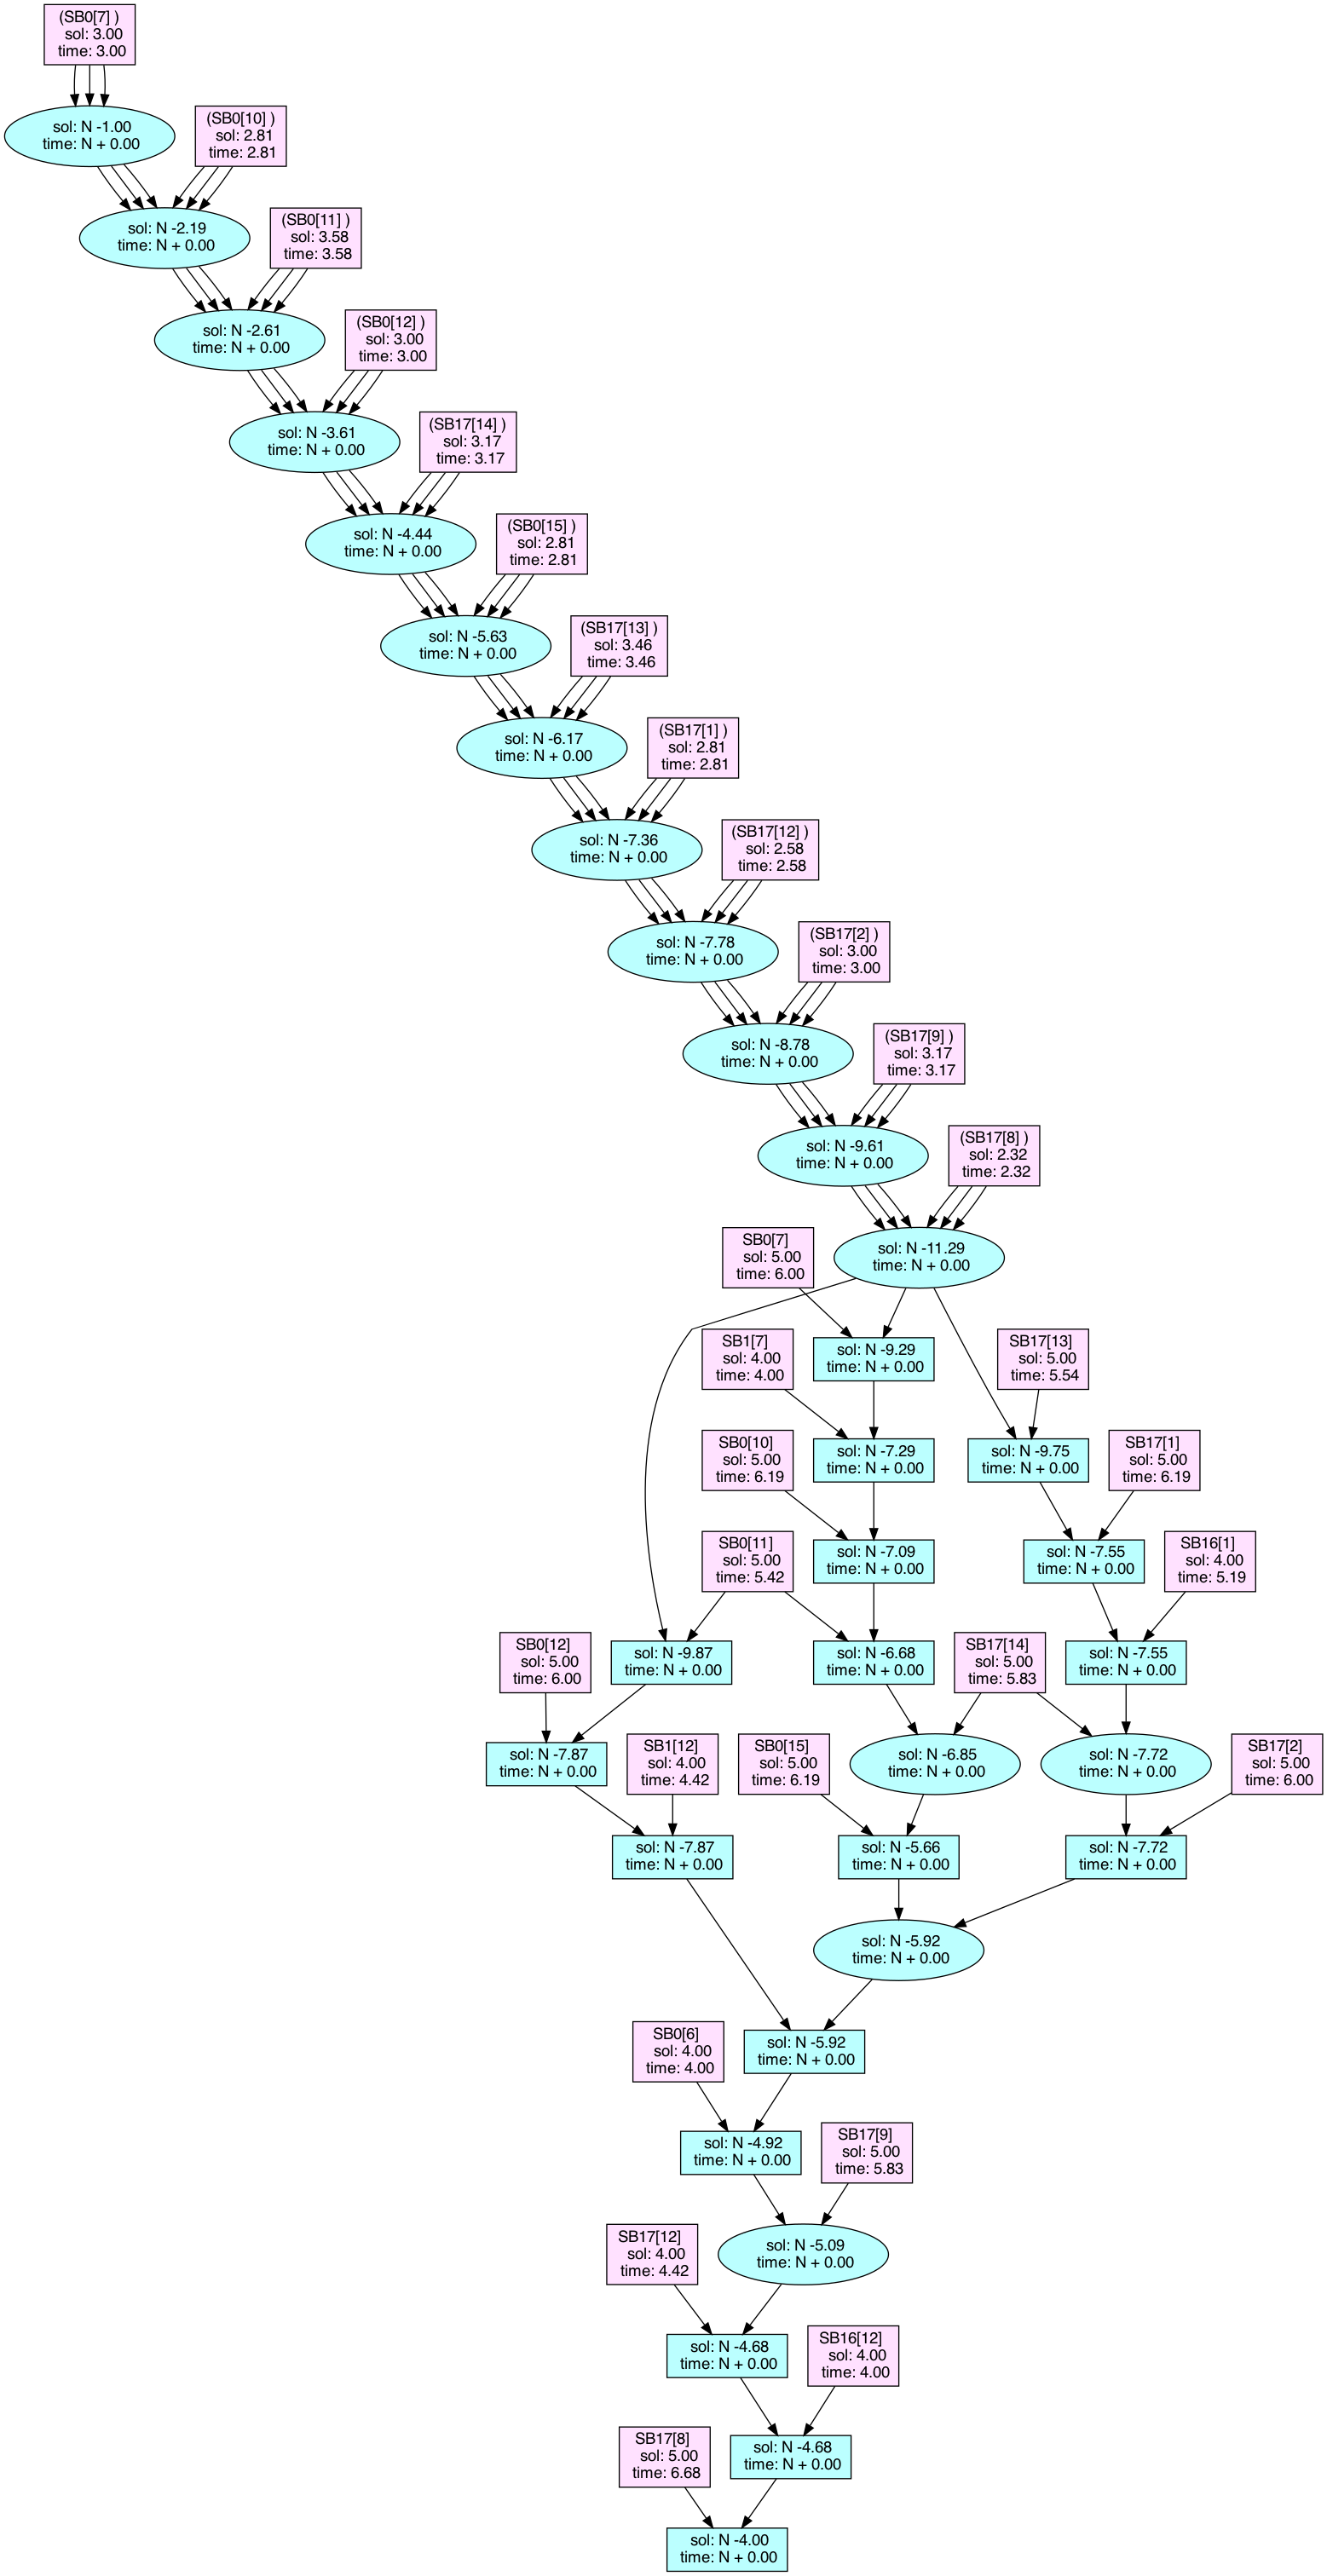 (SB0[7] )
sol: 3.00
time: 3.00
sol: N -1.00
time: N + 0.00
(SB0[10] )
sol: 2.81
time: 2.81
sol: N -2.19
time: N + 0.00
(SB0[11] )
sol: 3.58
time: 3.58
sol: N -2.61
time: N + 0.00
(SB0[12] )
sol: 3.00
time: 3.00
sol: N -3.61
time: N + 0.00
(SB17[14] )
sol: 3.17
time: 3.17
sol: N -4.44
time: N + 0.00
(SB0[15] )
sol: 2.81
time: 2.81
sol: N -5.63
time: N + 0.00
(SB17[13] )
sol: 3.46
time: 3.46
sol: N -6.17
time: N + 0.00
(SB17[1] )
sol: 2.81
time: 2.81
sol: N -7.36
time: N + 0.00
(SB17[12] )
sol: 2.58
time: 2.58
sol: N -7.78
time: N + 0.00
(SB17[2] )
sol: 3.00
time: 3.00
sol: N -8.78
time: N + 0.00
(SB17[9] )
sol: 3.17
time: 3.17
sol: N -9.61
time: N + 0.00
(SB17[8] )
sol: 2.32
time: 2.32
SB0[7]
sol: 5.00
time: 6.00
sol: N -11.29
time: N + 0.00
SB1[7]
sol: 4.00
time: 4.00
sol: N -9.29
time: N + 0.00
SB17[13]
sol: 5.00
time: 5.54
SB0[10]
sol: 5.00
time: 6.19
sol: N -7.29
time: N + 0.00
sol: N -9.75
time: N + 0.00
SB17[1]
sol: 5.00
time: 6.19
SB0[11]
sol: 5.00
time: 5.42
sol: N -7.09
time: N + 0.00
sol: N -7.55
time: N + 0.00
SB16[1]
sol: 4.00
time: 5.19
SB0[12]
sol: 5.00
time: 6.00
sol: N -9.87
time: N + 0.00
sol: N -6.68
time: N + 0.00
SB17[14]
sol: 5.00
time: 5.83
sol: N -7.55
time: N + 0.00
sol: N -7.87
time: N + 0.00
SB1[12]
sol: 4.00
time: 4.42
SB0[15]
sol: 5.00
time: 6.19
sol: N -6.85
time: N + 0.00
sol: N -7.72
time: N + 0.00
SB17[2]
sol: 5.00
time: 6.00
sol: N -7.87
time: N + 0.00
sol: N -5.66
time: N + 0.00
sol: N -7.72
time: N + 0.00
sol: N -5.92
time: N + 0.00
SB0[6]
sol: 4.00
time: 4.00
sol: N -5.92
time: N + 0.00
sol: N -4.92
time: N + 0.00
SB17[9]
sol: 5.00
time: 5.83
SB17[12]
sol: 4.00
time: 4.42
sol: N -5.09
time: N + 0.00
sol: N -4.68
time: N + 0.00
SB16[12]
sol: 4.00
time: 4.00
SB17[8]
sol: 5.00
time: 6.68
sol: N -4.68
time: N + 0.00
sol: N -4.00
time: N + 0.00